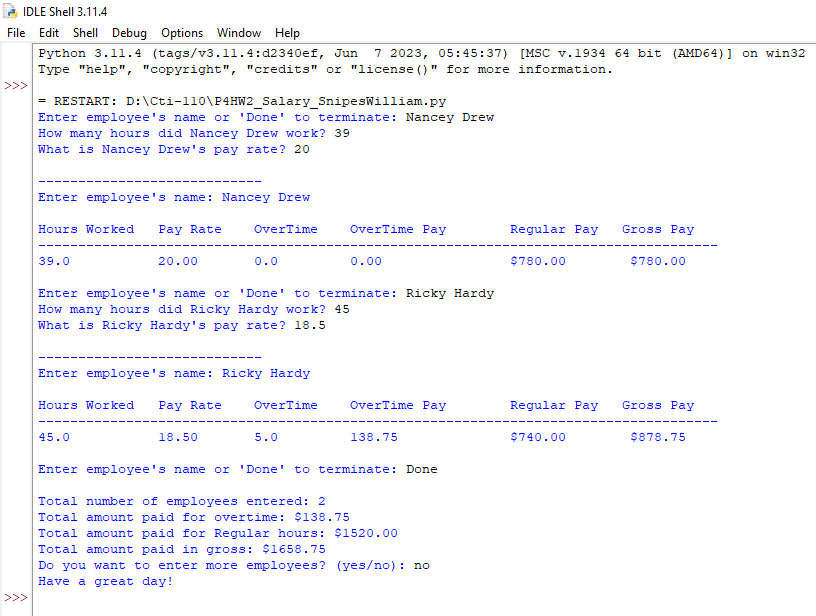 IDLE Shell 3.11.4
File Edit Shell Debug Options Window Help
Python 3.11.4 (tags/v3.11.4:d2340ef, Jun  7 2023, 05:45:37) [MSC v.1934 64 bit (AMD64)] on win32
Type "help", "copyright", "credits" or "license()" for more information.
>>>
= RESTART: D:\Cti-110\P4HW2_Salary_SnipesWilliam.py
Enter employee's name or 'Done' to terminate: Nancey Drew
How many hours did Nancey Drew work? 39
What is Nancey Drew's pay rate? 20
----------------------------
Enter employee's name: Nancey Drew
Hours Worked   Pay Rate    OverTime    OverTime Pay        Regular Pay   Gross Pay
-------------------------------------------------------------------------------------
39.0           20.00       0.0         0.00                $780.00        $780.00
Enter employee's name or 'Done' to terminate: Ricky Hardy
How many hours did Ricky Hardy work? 45
What is Ricky Hardy's pay rate? 18.5
----------------------------
Enter employee's name: Ricky Hardy
Hours Worked   Pay Rate    OverTime    OverTime Pay        Regular Pay   Gross Pay
-------------------------------------------------------------------------------------
45.0           18.50       5.0         138.75              $740.00        $878.75
Enter employee's name or 'Done' to terminate: Done
Total number of employees entered: 2
Total amount paid for overtime: $138.75
Total amount paid for Regular hours: $1520.00
Total amount paid in gross: $1658.75
Do you want to enter more employees? (yes/no): no
Have a great day!
>>>